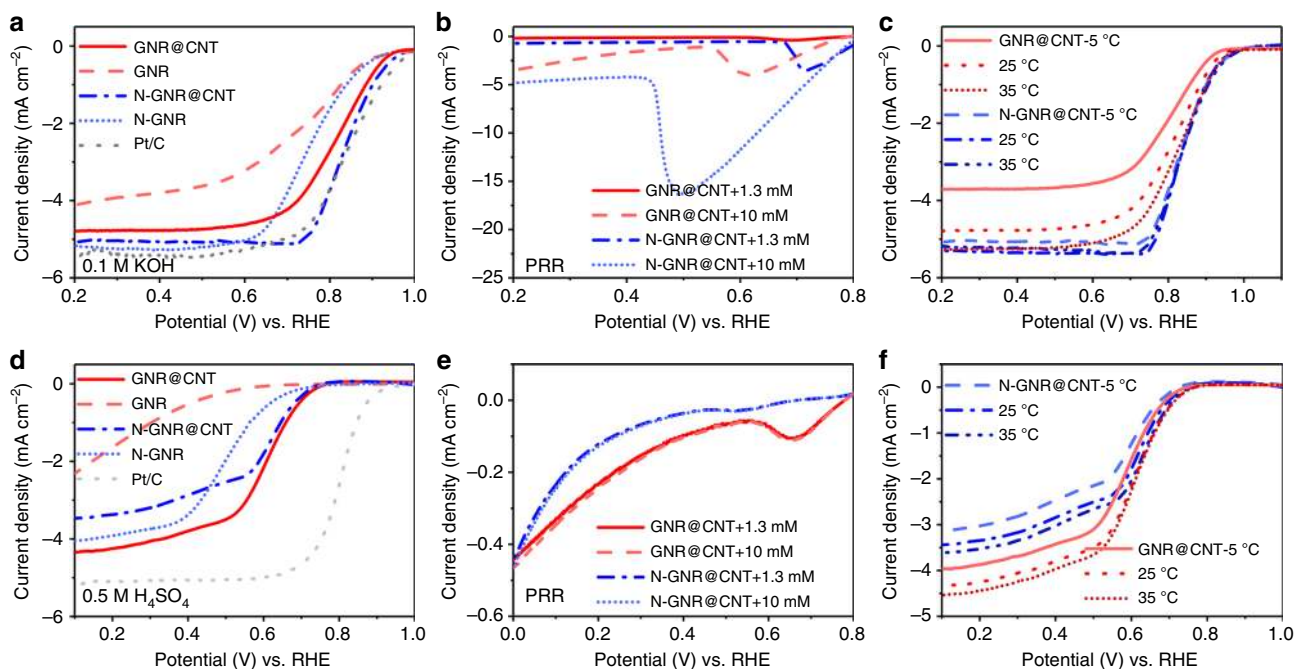 a
GNR@CNT
GNR
N-GNR@CNT
N-GNR
Pt/C
0.1 M KOH
0
−2
−4
−6
0.2 0.4 0.6 0.8 1.0
Current density (mA cm−2)
Potential (V) vs. RHE
b
0
−5
−10
−15
−20
−25
GNR@CNT+1.3 mM
GNR@CNT+10 mM
N-GNR@CNT+1.3 mM
N-GNR@CNT+10 mM
PRR
0.2 0.4 0.6 0.8
Current density (mA cm−2)
Potential (V) vs. RHE
c
GNR@CNT-5 °C
25 °C
35 °C
N-GNR@CNT-5 °C
25 °C
35 °C
0
−2
−4
−6
0.2 0.4 0.6 0.8 1.0
Current density (mA cm−2)
Potential (V) vs. RHE
d
GNR@CNT
GNR
N-GNR@CNT
N-GNR
Pt/C
0.5 M H4SO4
0
−2
−4
−6
0.2 0.4 0.6 0.8 1.0
Current density (mA cm−2)
Potential (V) vs. RHE
e
0.0
−0.2
−0.4
−0.6
GNR@CNT+1.3 mM
GNR@CNT+10 mM
N-GNR@CNT+1.3 mM
N-GNR@CNT+10 mM
PRR
0.0 0.2 0.4 0.6 0.8
Current density (mA cm−2)
Potential (V) vs. RHE
f
N-GNR@CNT-5 °C
25 °C
35 °C
GNR@CNT-5 °C
25 °C
35 °C
0
−1
−2
−3
−4
−5
0.2 0.4 0.6 0.8 1.0
Current density (mA cm−2)
Potential (V) vs. RHE